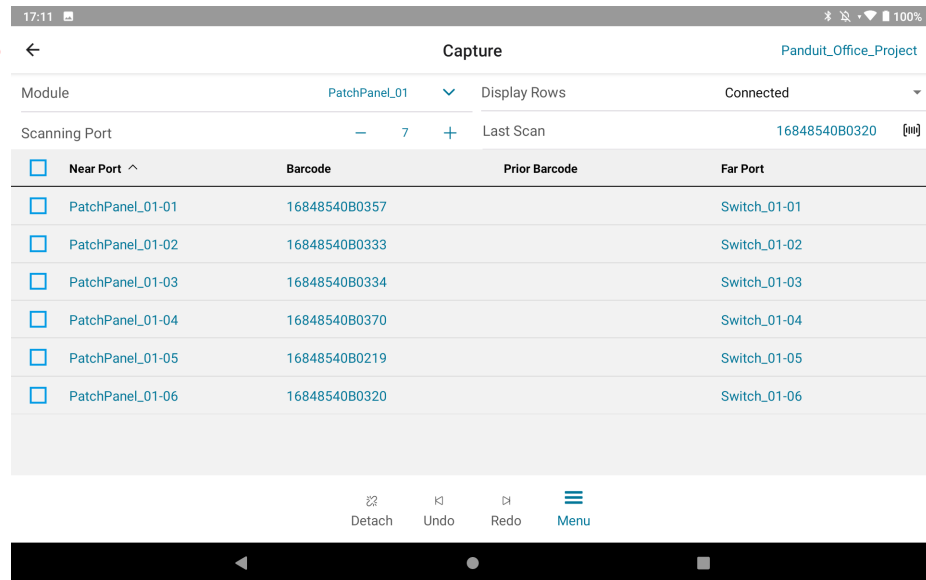 17:11 100%
Capture Panduit_Office_Project
Module PatchPanel_01 Display Rows Connected
Scanning Port − 7 + Last Scan 16848540B0320
Near Port Barcode Prior Barcode Far Port
PatchPanel_01-01 16848540B0357 Switch_01-01
PatchPanel_01-02 16848540B0333 Switch_01-02
PatchPanel_01-03 16848540B0334 Switch_01-03
PatchPanel_01-04 16848540B0370 Switch_01-04
PatchPanel_01-05 16848540B0219 Switch_01-05
PatchPanel_01-06 16848540B0320 Switch_01-06
Detach Undo Redo Menu